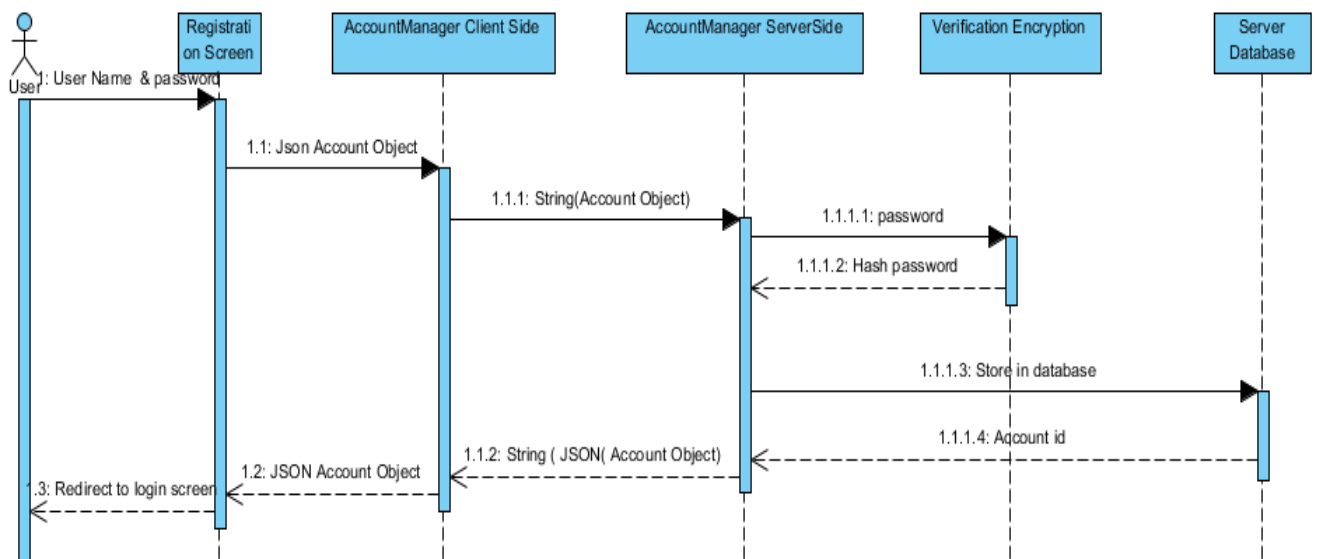 Registrati
on Screen
AccountManager Client Side
AccountManager ServerSide
Verification Encryption
Server
Database
User
1: User Name & password
1.1: Json Account Object
1.1.1: String(Account Object)
1.1.1.1: password
1.1.1.2: Hash password
1.1.1.3: Store in database
1.1.1.4: Account id
1.1.2: String ( JSON( Account Object)
1.2: JSON Account Object
1.3: Redirect to login screen